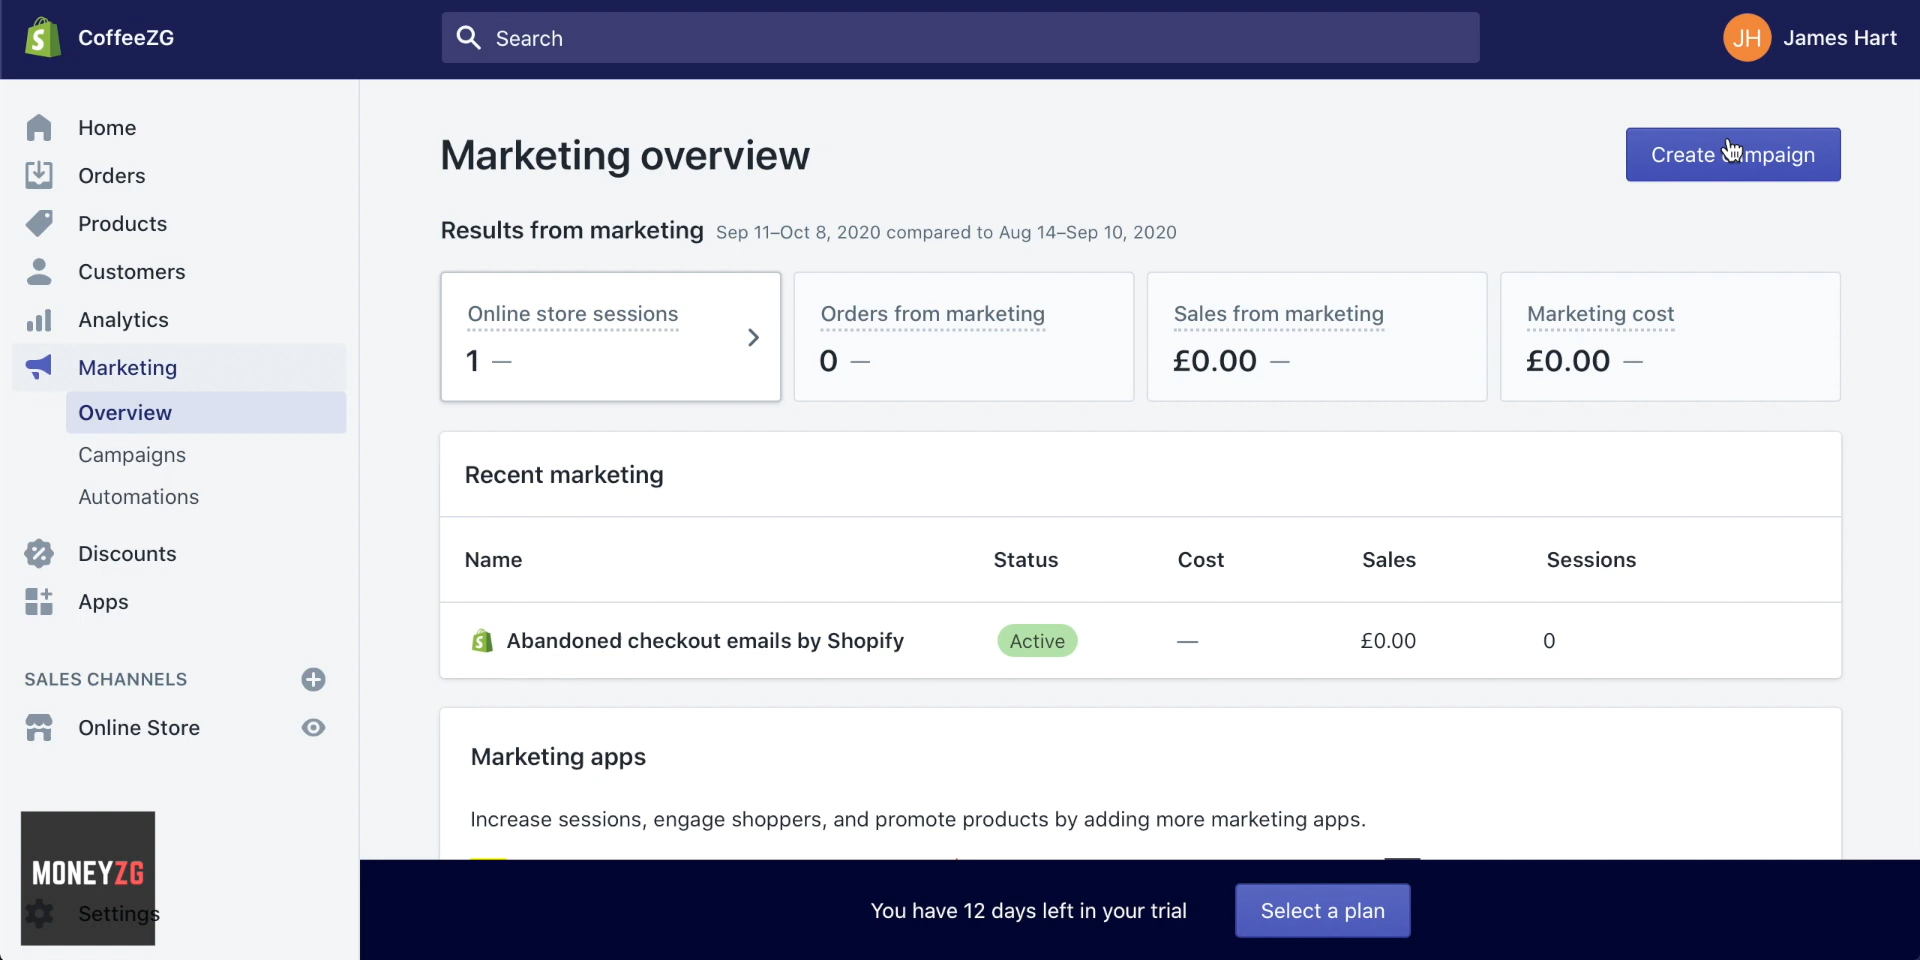 CoffeeZG
Search
JH James Hart
Home
Orders
Products
Customers
Analytics
Marketing
Overview
Campaigns
Automations
Discounts
Apps
SALES CHANNELS
Online Store
MONEYZG
Settings
Marketing overview
Create mpaign
Results from marketing Sep 11–Oct 8, 2020 compared to Aug 14–Sep 10, 2020
Online store sessions
1 —
Orders from marketing
0 —
Sales from marketing
£0.00 —
Marketing cost
£0.00 —
Recent marketing
Name Status Cost Sales Sessions
Abandoned checkout emails by Shopify Active — £0.00 0
Marketing apps
Increase sessions, engage shoppers, and promote products by adding more marketing apps.
You have 12 days left in your trial Select a plan